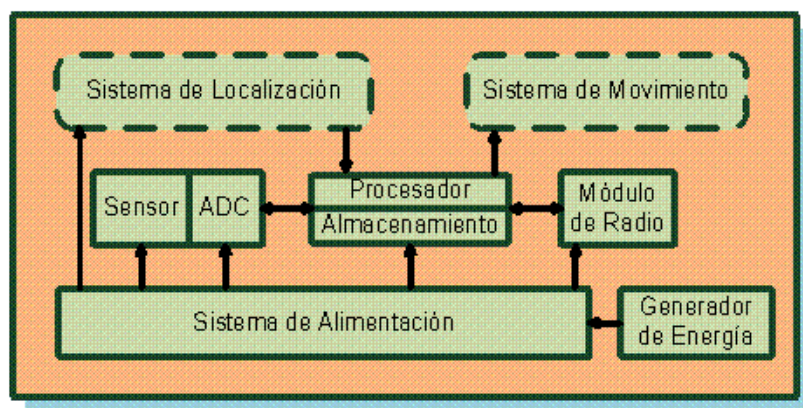 Sistema de Localización
Sistema de Movimiento
Sensor
ADC
Procesador
Almacenamiento
Módulo
de Radio
Sistema de Alimentación
Generador
de Energía